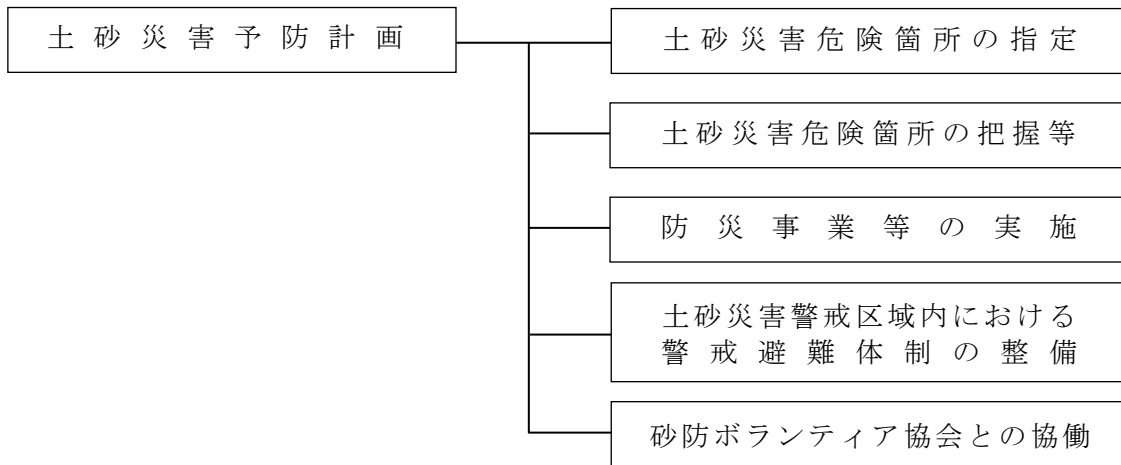 土砂災害予防計画
土砂災害危険箇所の指定
土砂災害危険箇所の把握等
防災事業等の実施
土砂災害警戒区域内における
警戒避難体制の整備
砂防ボランティア協会との協働